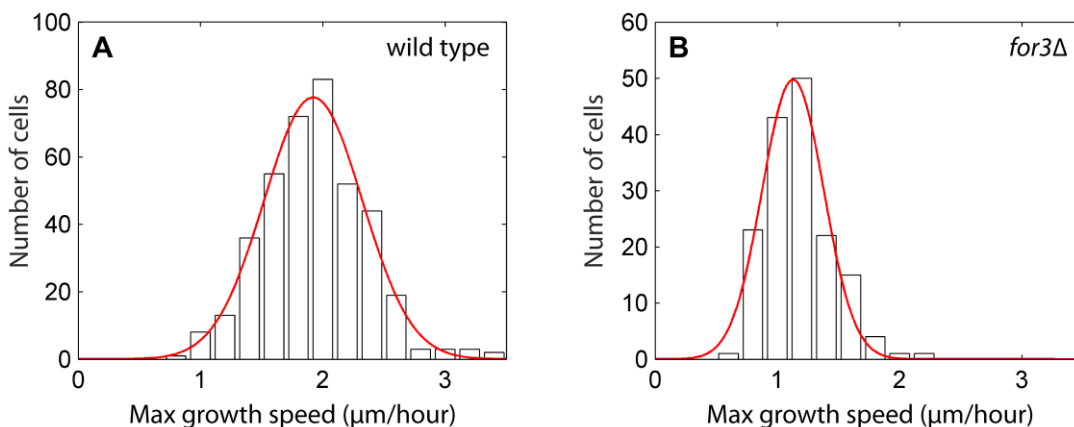 A
wild type
100
80
60
40
20
0
0
1
2
3
Number of cells
Max growth speed (μm/hour)
B
for3Δ
60
50
40
30
20
10
0
0
1
2
3
Number of cells
Max growth speed (μm/hour)